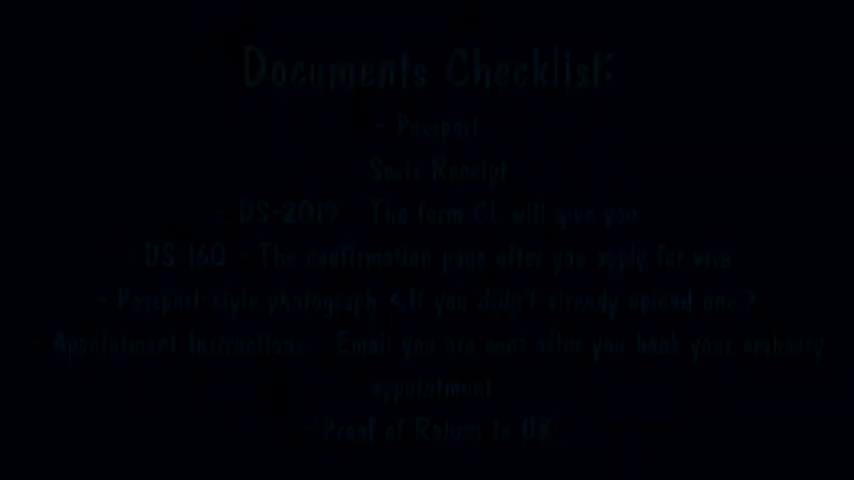 Documents Checklist:
- Passport
Sevis Receipt
- DS-2019 - The form CI will give you
- DS 160 - The confirmation page after you apply for visa
- Passport style photograph < If you didn't already upload one >
- Appointment Instructions - Email you are sent after you book your embassy
appointment
- Proof of Return to UK